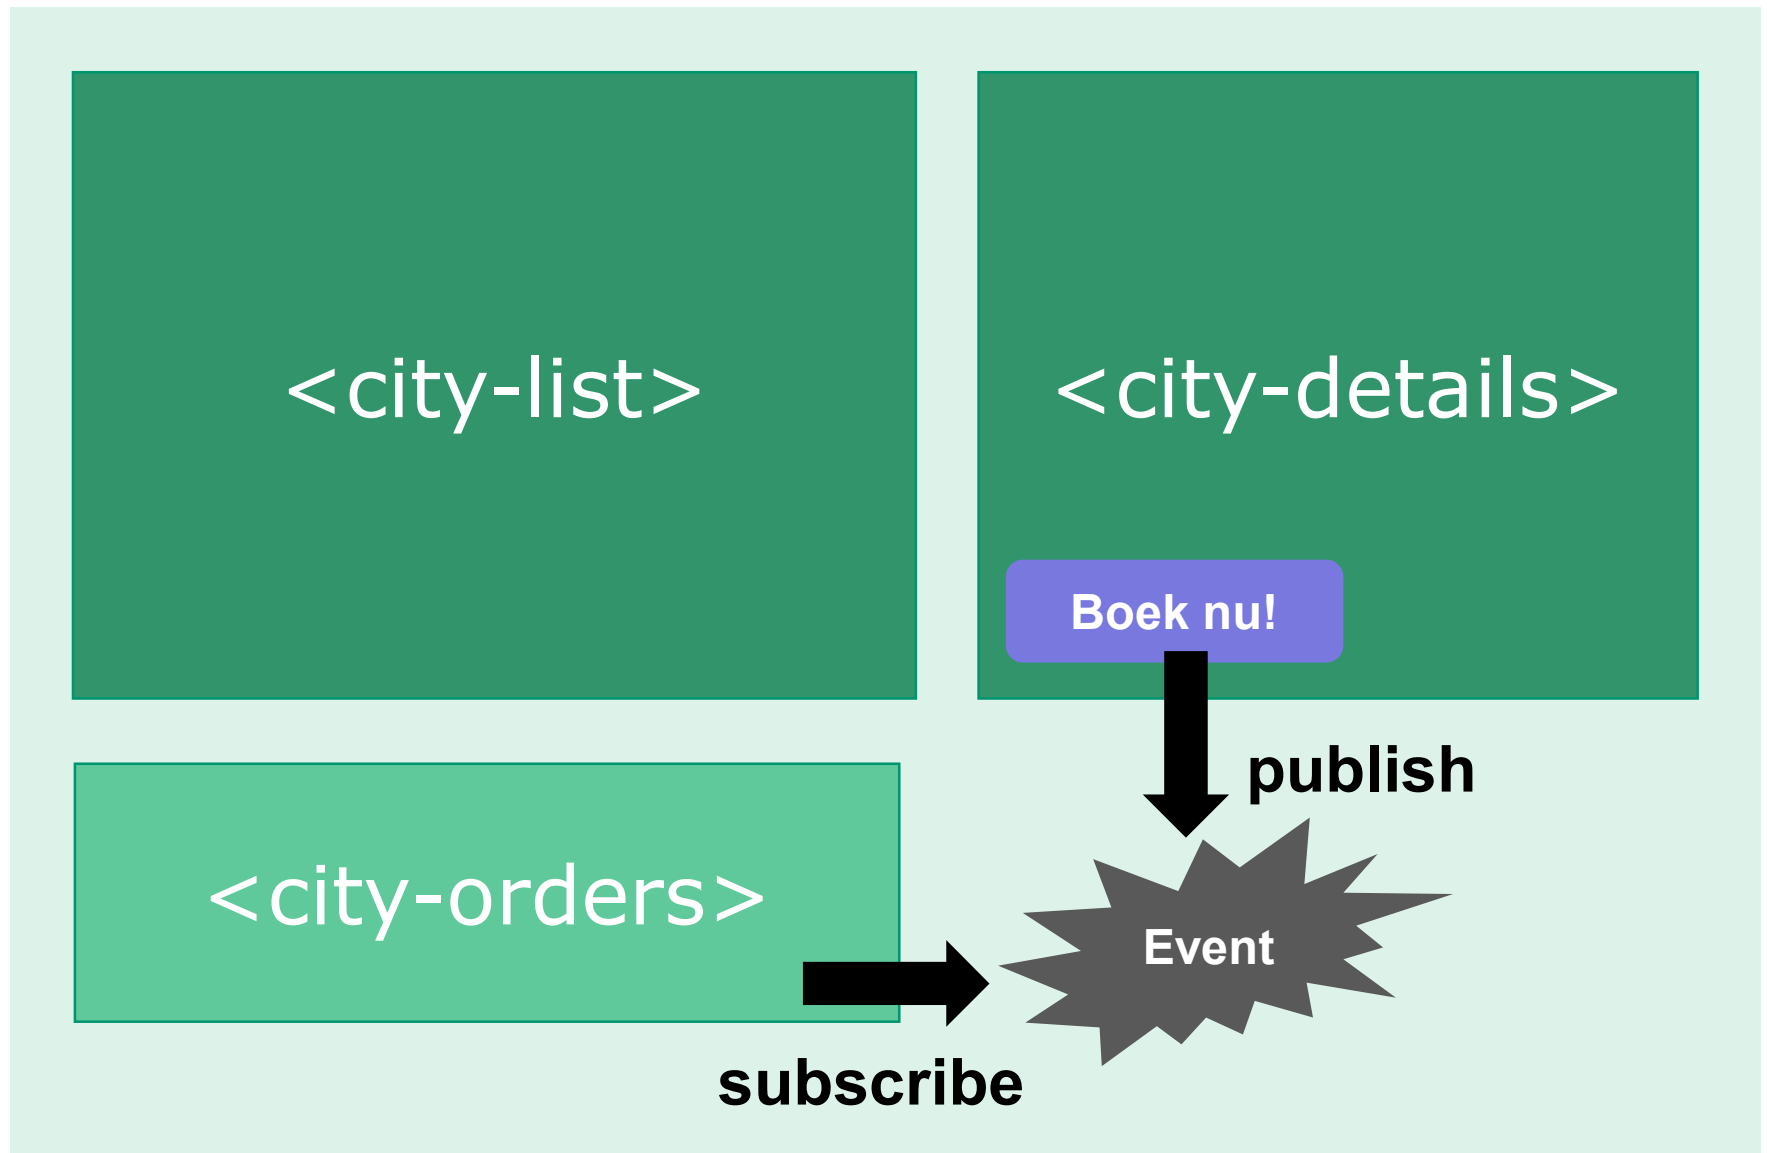 <city-list>
<city-details>
Boek nu!
publish
<city-orders>
Event
subscribe